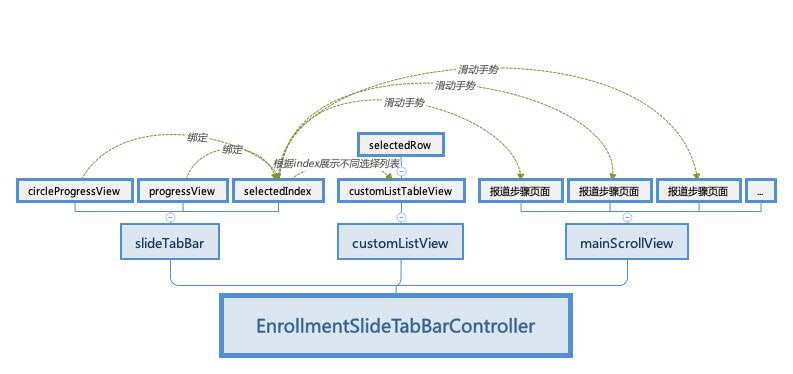 滑动手势
滑动手势
滑动手势
绑定
绑定
selectedRow
根据index展示不同选择列表
circleProgressView
progressView
selectedIndex
customListTableView
报道步骤页面
报道步骤页面
报道步骤页面
...
slideTabBar
customListView
mainScrollView
EnrollmentSlideTabBarController